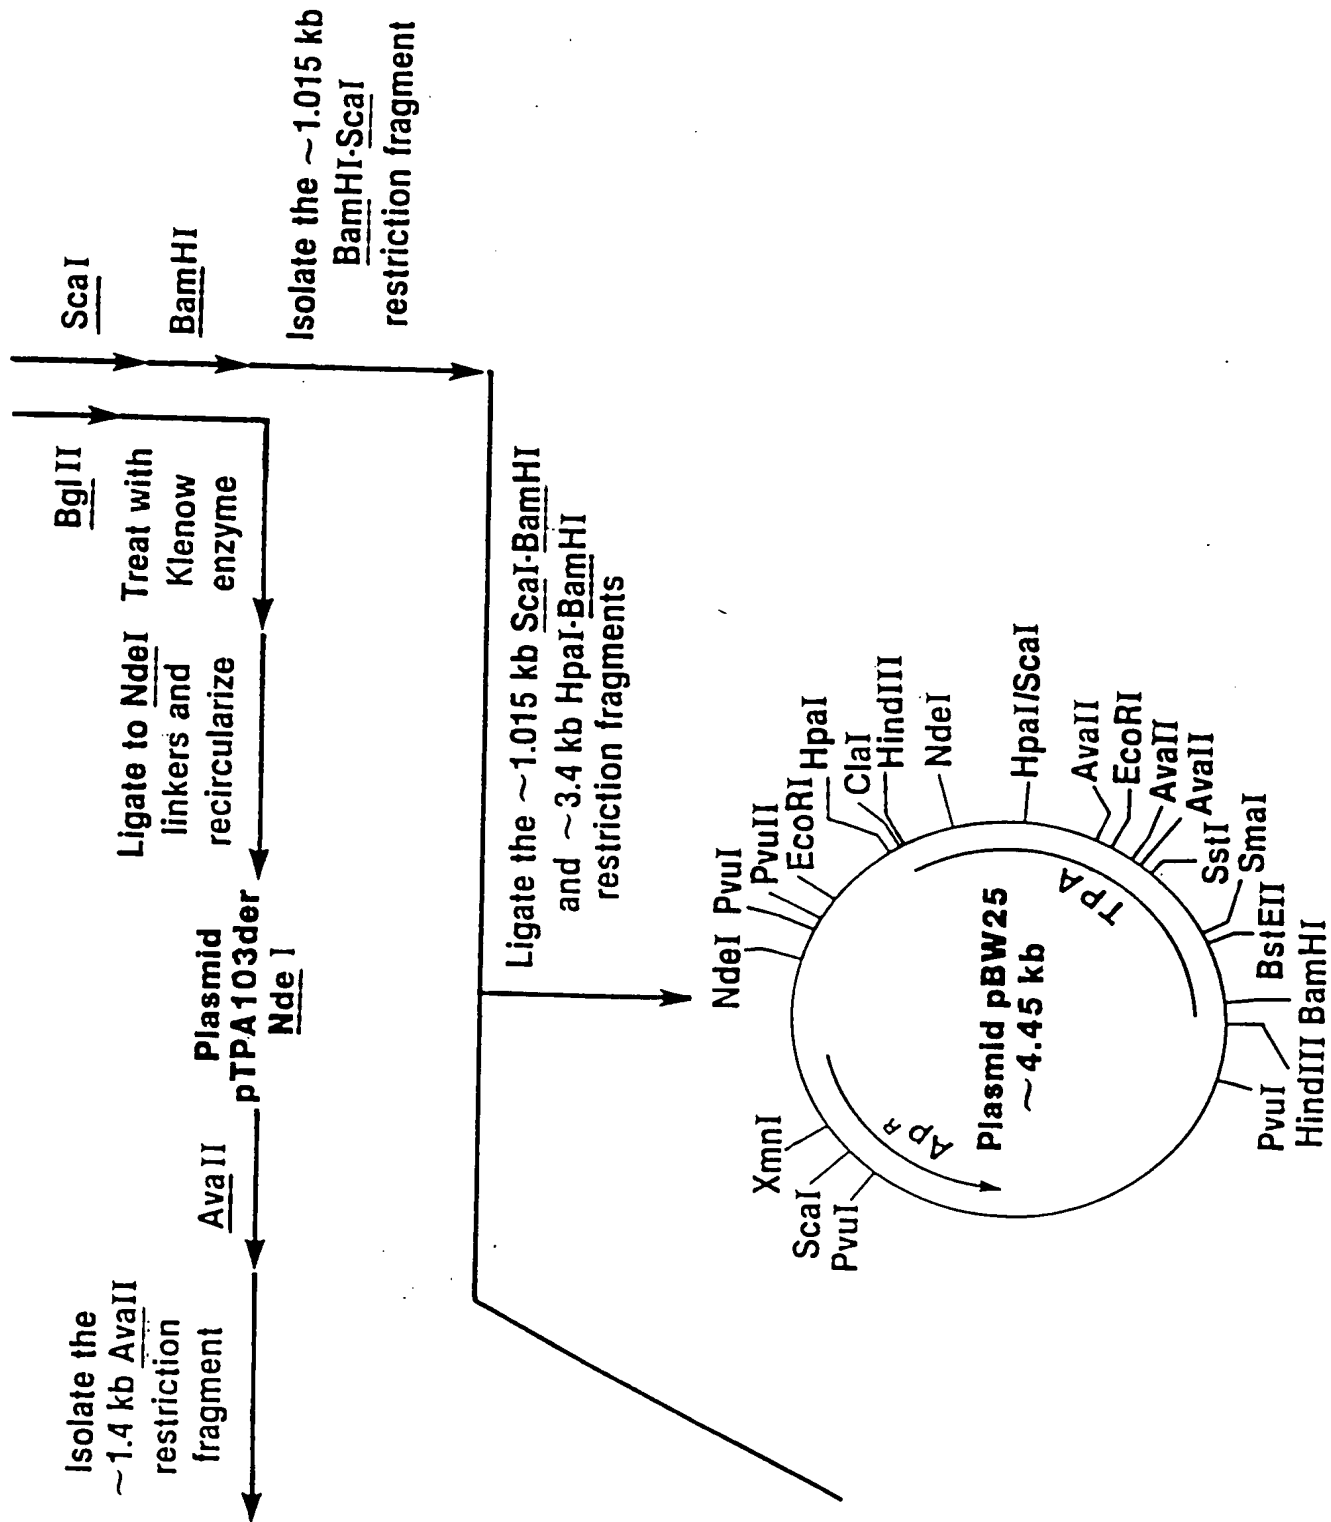 Isolate the
~1.4 kb AvaII
restriction
fragment
AvaII
Plasmid
pTPA103der
Nde I
Ligate to NdeI
linkers and
recircularize
Treat with
Klenow
enzyme
BglII
ScaI
BamHI
Isolate the ~1.015 kb
BamHI-ScaI
restriction fragment
Ligate the ~1.015 kb ScaI-BamHI
and ~3.4 kb HpaI-BamHI
restriction fragments
XmnI
ScaI
PvuI
NdeI
PvuI
PvuII
EcoRI
HpaI
ClaI
HindIII
NdeI
HpaI/ScaI
AvaII
EcoRI
AvaII
AvaII
SstI
SmaI
BstEII
BamHI
HindIII
PvuI
ApR
TPA
Plasmid pBW25
~4.45 kb